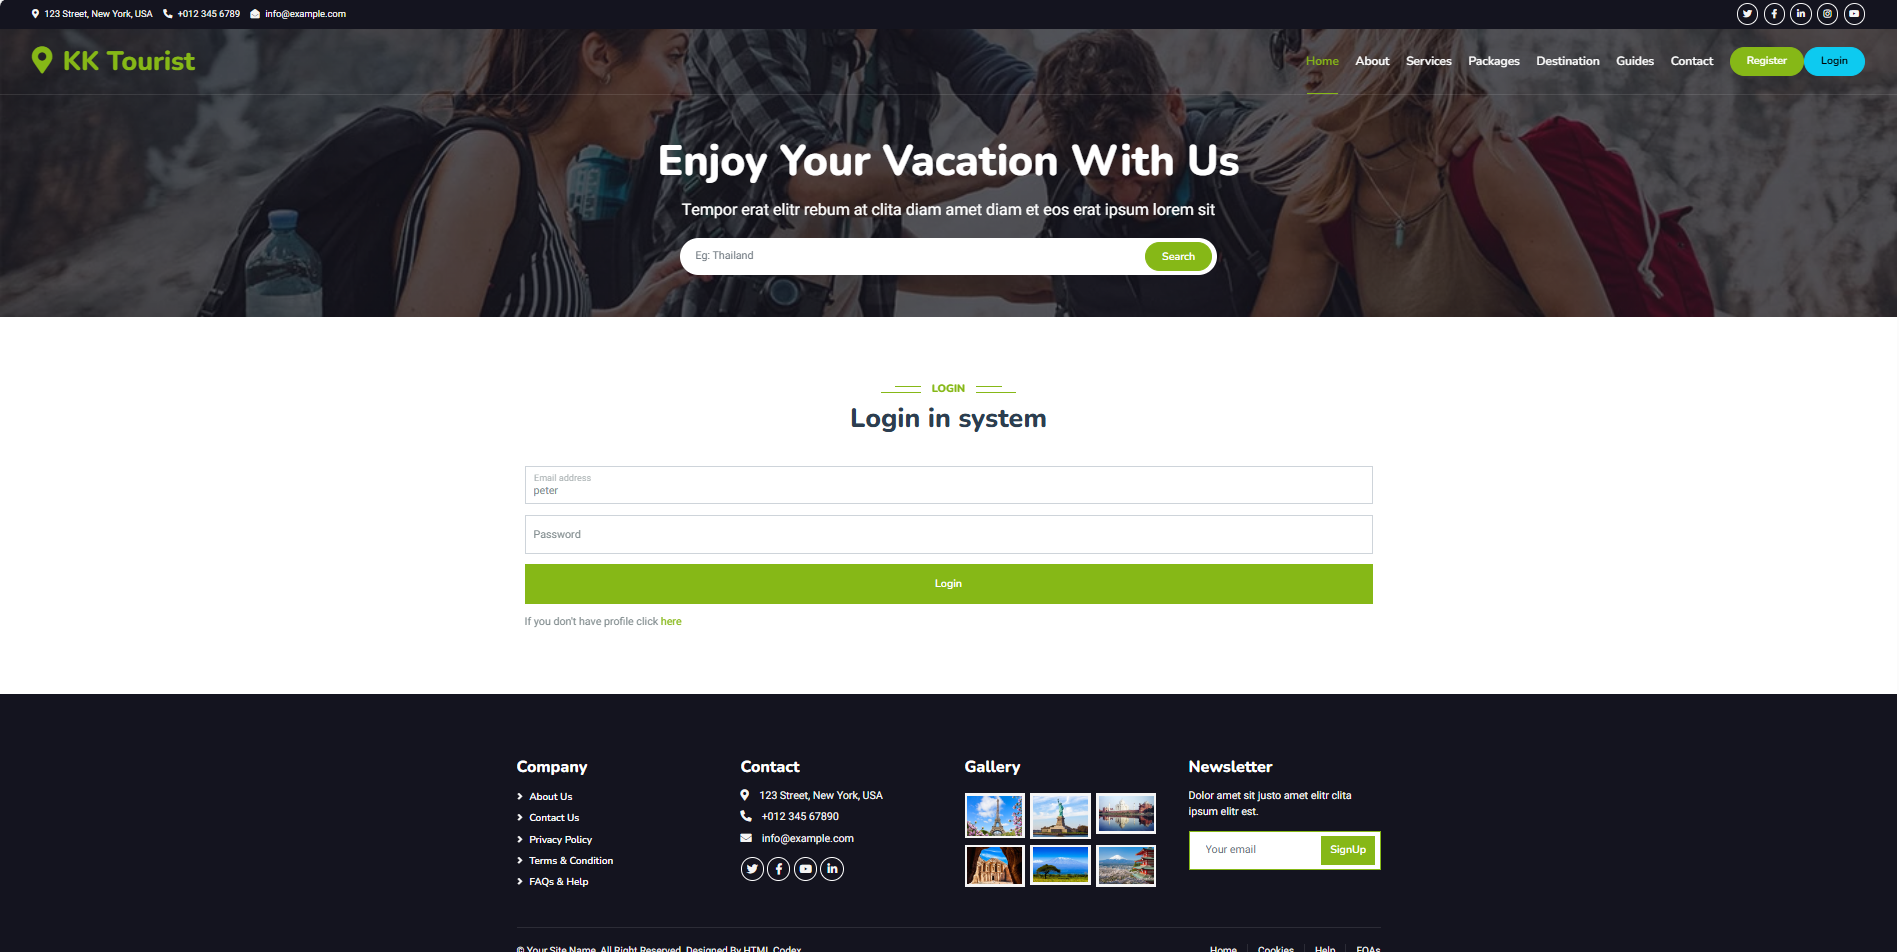 123 Street, New York, USA +012 345 6789 info@example.com
KK Tourist
Home About Services Packages Destination Guides Contact Register Login
Enjoy Your Vacation With Us
Tempor erat elitr rebum at clita diam amet diam et eos erat ipsum lorem sit
Eg: Thailand Search
LOGIN
Login in system
Email address
peter
Password
Login
If you don't have profile click here
Company
About Us
Contact Us
Privacy Policy
Terms & Condition
FAQs & Help
Contact
123 Street, New York, USA
+012 345 67890
info@example.com
Gallery
Newsletter
Dolor amet sit justo amet elitr clita
ipsum elitr est.
Your email SignUp
© Your Site Name, All Right Reserved. Designed By HTML Codex
Home Cookies Help FQAs